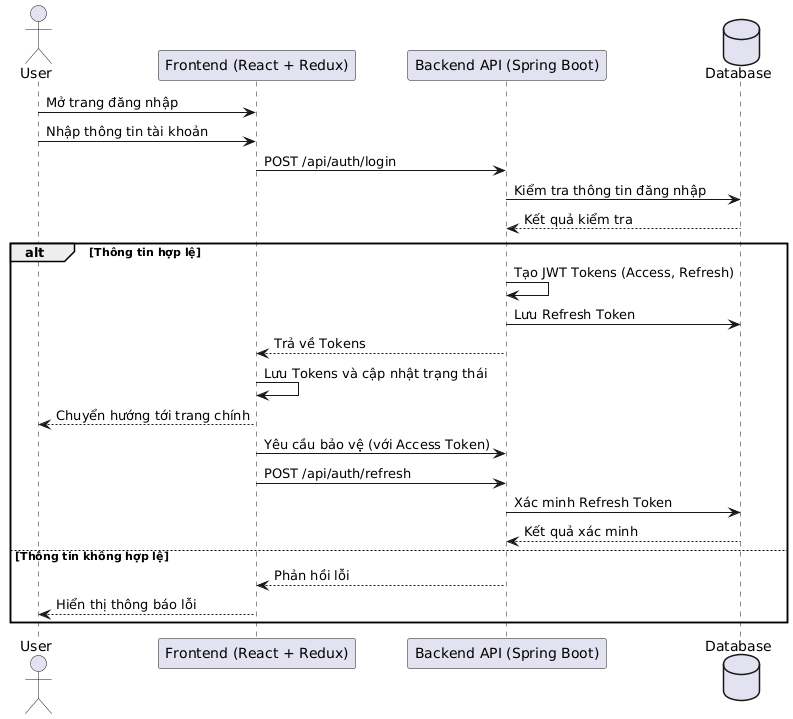 User
Frontend (React + Redux)
Backend API (Spring Boot)
Database
Mở trang đăng nhập
Nhập thông tin tài khoản
POST /api/auth/login
Kiểm tra thông tin đăng nhập
Kết quả kiểm tra
alt
[Thông tin hợp lệ]
Tạo JWT Tokens (Access, Refresh)
Lưu Refresh Token
Trả về Tokens
Lưu Tokens và cập nhật trạng thái
Chuyển hướng tới trang chính
Yêu cầu bảo vệ (với Access Token)
POST /api/auth/refresh
Xác minh Refresh Token
Kết quả xác minh
[Thông tin không hợp lệ]
Phản hồi lỗi
Hiển thị thông báo lỗi
User
Frontend (React + Redux)
Backend API (Spring Boot)
Database